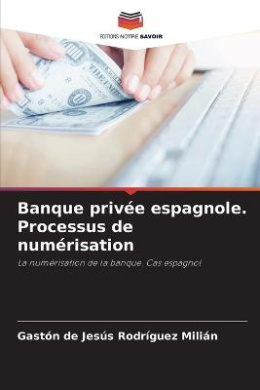 EDITIONS NOTRE SAVOIR
Banque privée espagnole.
Processus de
numérisation
La numérisation de la banque. Cas espagnol
Gastón de Jesús Rodríguez Milián